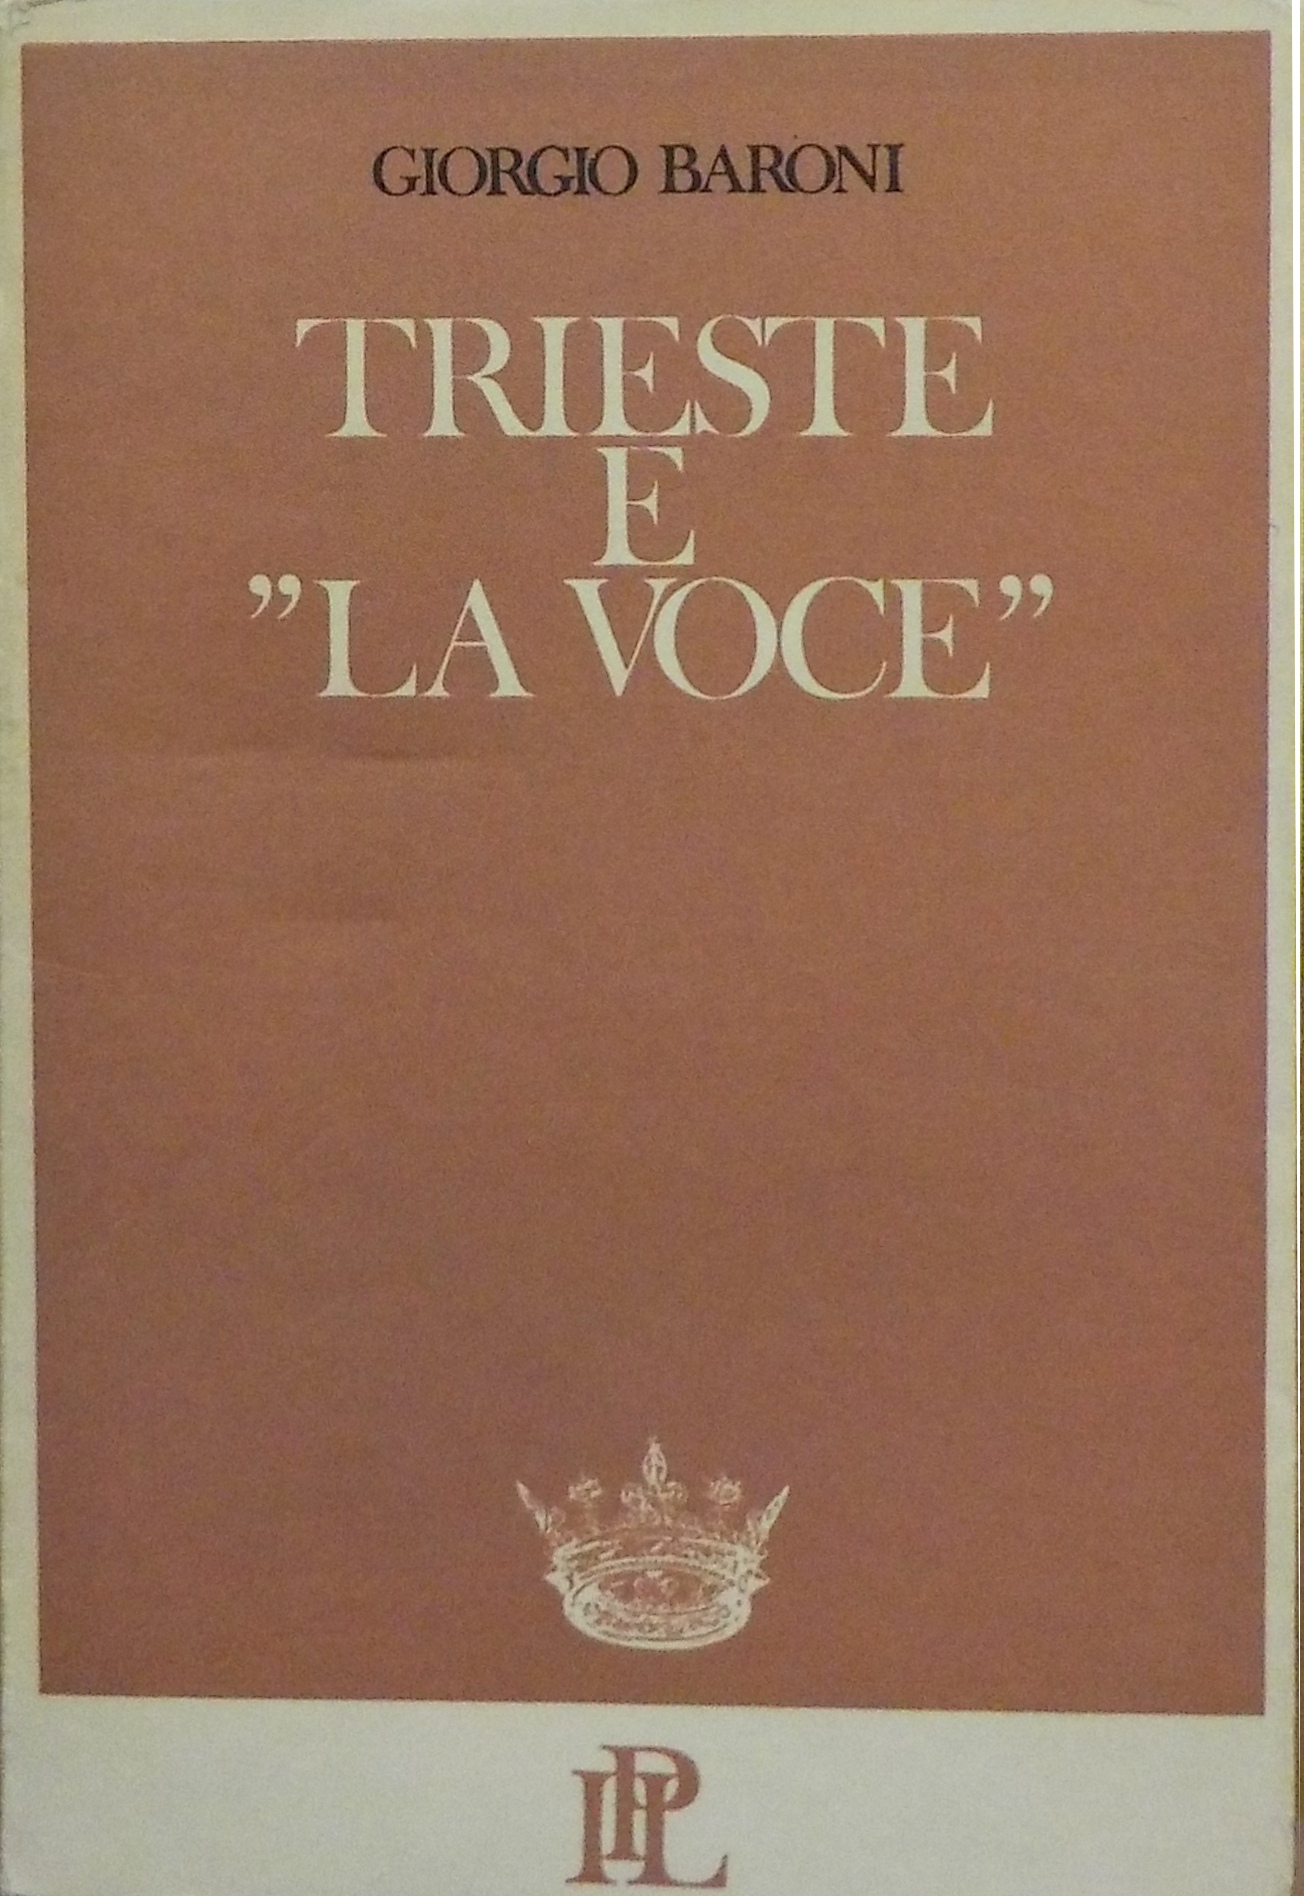 GIORGIO BARONI
TRIESTE
E
”LA VOCE”
IPL